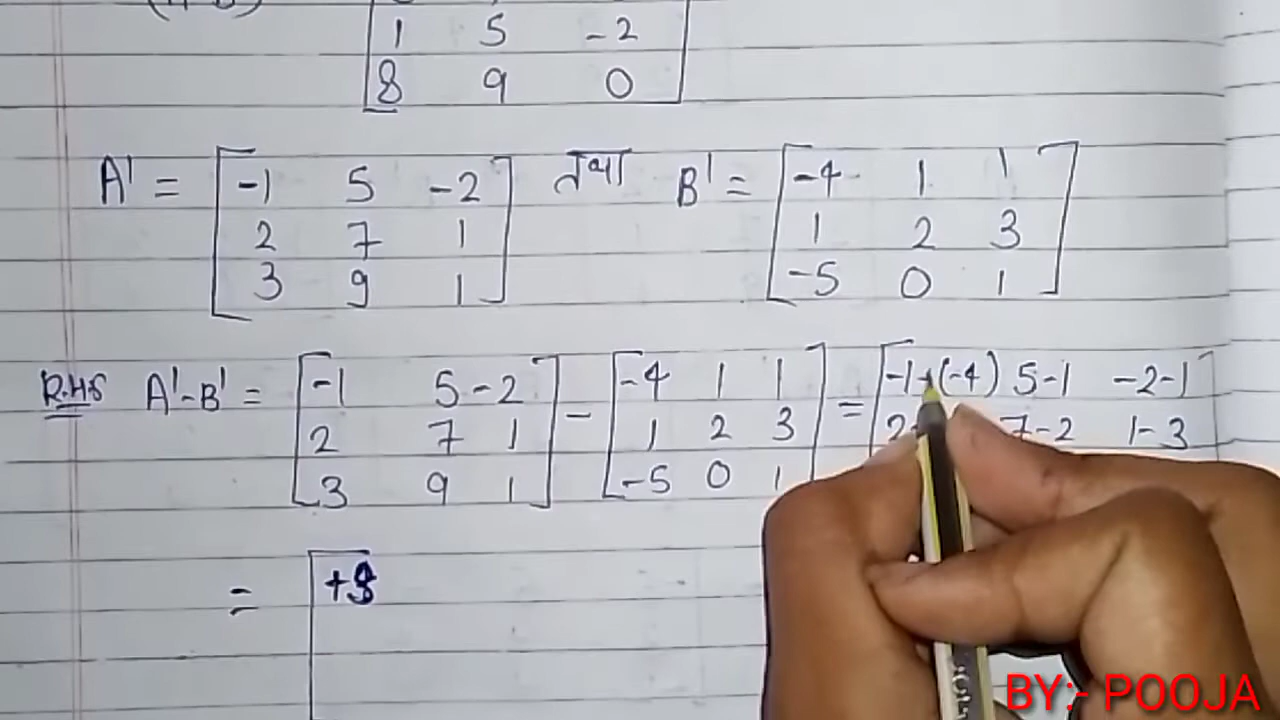 1 5 -2
8 9 0
A' = [-1 5 -2 तथा B' = [-4 1 1
2 7 1 1 2 3
3 9 1] -5 0 1]
R.H.S A'-B' = [-1 5 -2 - [-4 1 1 = [-1-(-4) 5-1 -2-1
2 7 1 1 2 3 7-2 1-3
3 9 1] -5 0 1
= [
BY:- POOJA